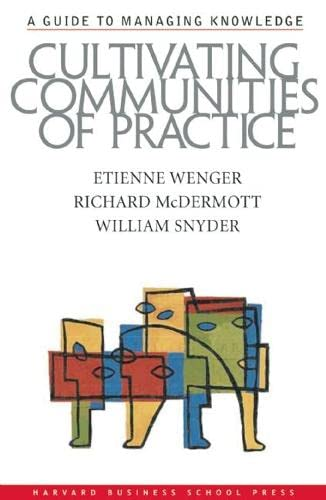 A GUIDE TO MANAGING KNOWLEDGE
CULTIVATING
COMMUNITIES
OF PRACTICE
ETIENNE WENGER
RICHARD McDERMOTT
WILLIAM SNYDER
HARVARD BUSINESS SCHOOL PRESS